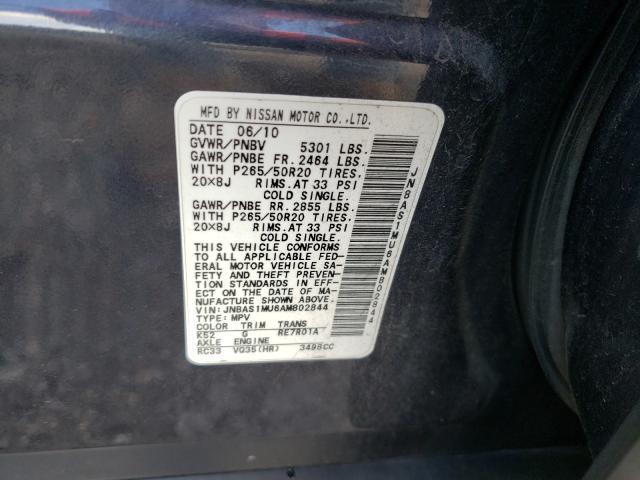 MFD BY NISSAN MOTOR CO.,LTD.
DATE 06/10
GVWR/PNBV 5301 LBS.
GAWR/PNBE FR. 2464 LBS.
WITH P265/50R20 TIRES,
20X8J RIMS.AT 33 PSI
COLD SINGLE.
GAWR/PNBE RR. 2855 LBS.
WITH P265/50R20 TIRES,
20X8J RIMS.AT 33 PSI
COLD SINGLE.
THIS VEHICLE CONFORMS
TO ALL APPLICABLE FED-
ERAL MOTOR VEHICLE SA-
FETY AND THEFT PREVEN-
TION STANDARDS IN EFF-
ECT ON THE DATE OF MA-
NUFACTURE SHOWN ABOVE.
VIN: JN8AS1MU6AM802844
TYPE: MPV
COLOR TRIM TRANS
K52 G RE7R01A
AXLE ENGINE
RC33 VQ35(HR) 3498CC
JN8AS1MU6AM802844